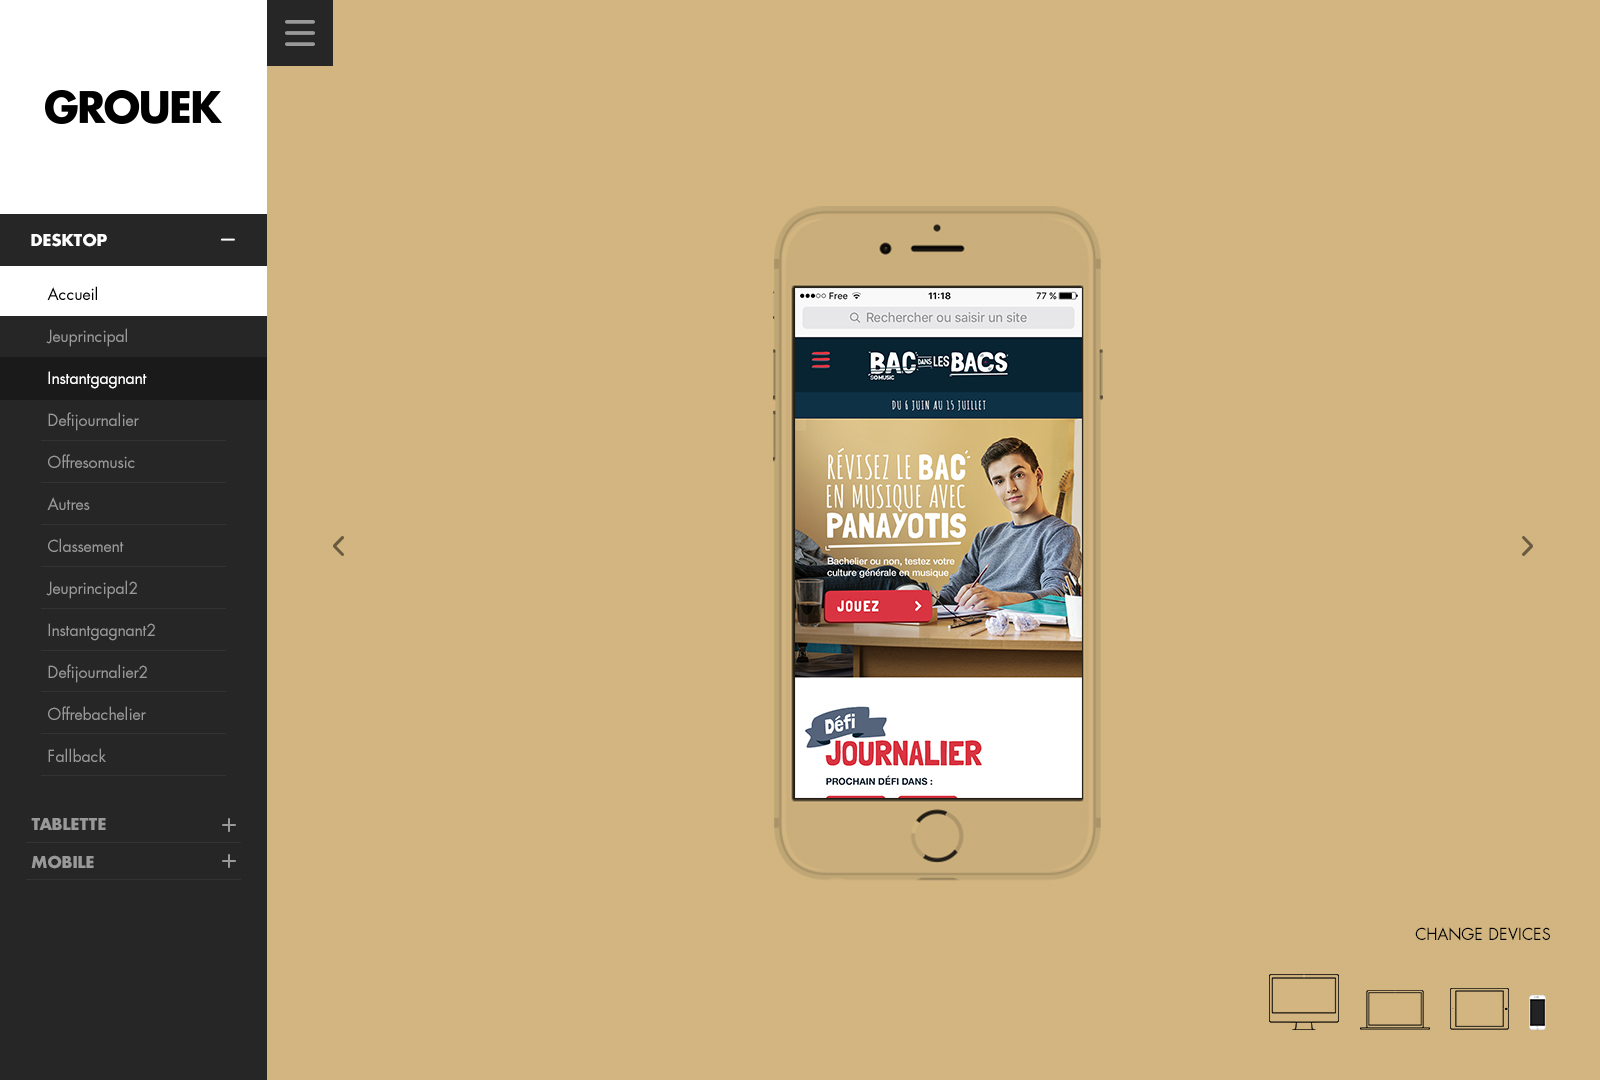 GROUEK
DESKTOP
Accueil
Jeuprincipal
Instantgagnant
Defijournalier
Offresomusic
Autres
Classement
Jeuprincipal2
Instantgagnant2
Defijournalier2
Offrebachelier
Fallback
TABLETTE
MOBILE
Free 11:18 77 %
Rechercher ou saisir un site
BAC DANS LES BACS
SOMUSIC
DU 6 JUIN AU 15 JUILLET
RÉVISEZ LE BAC
EN MUSIQUE AVEC
PANAYOTIS
Bachelier ou non, testez votre
culture générale en musique
JOUEZ
Défi
JOURNALIER
PROCHAIN DÉFI DANS :
CHANGE DEVICES